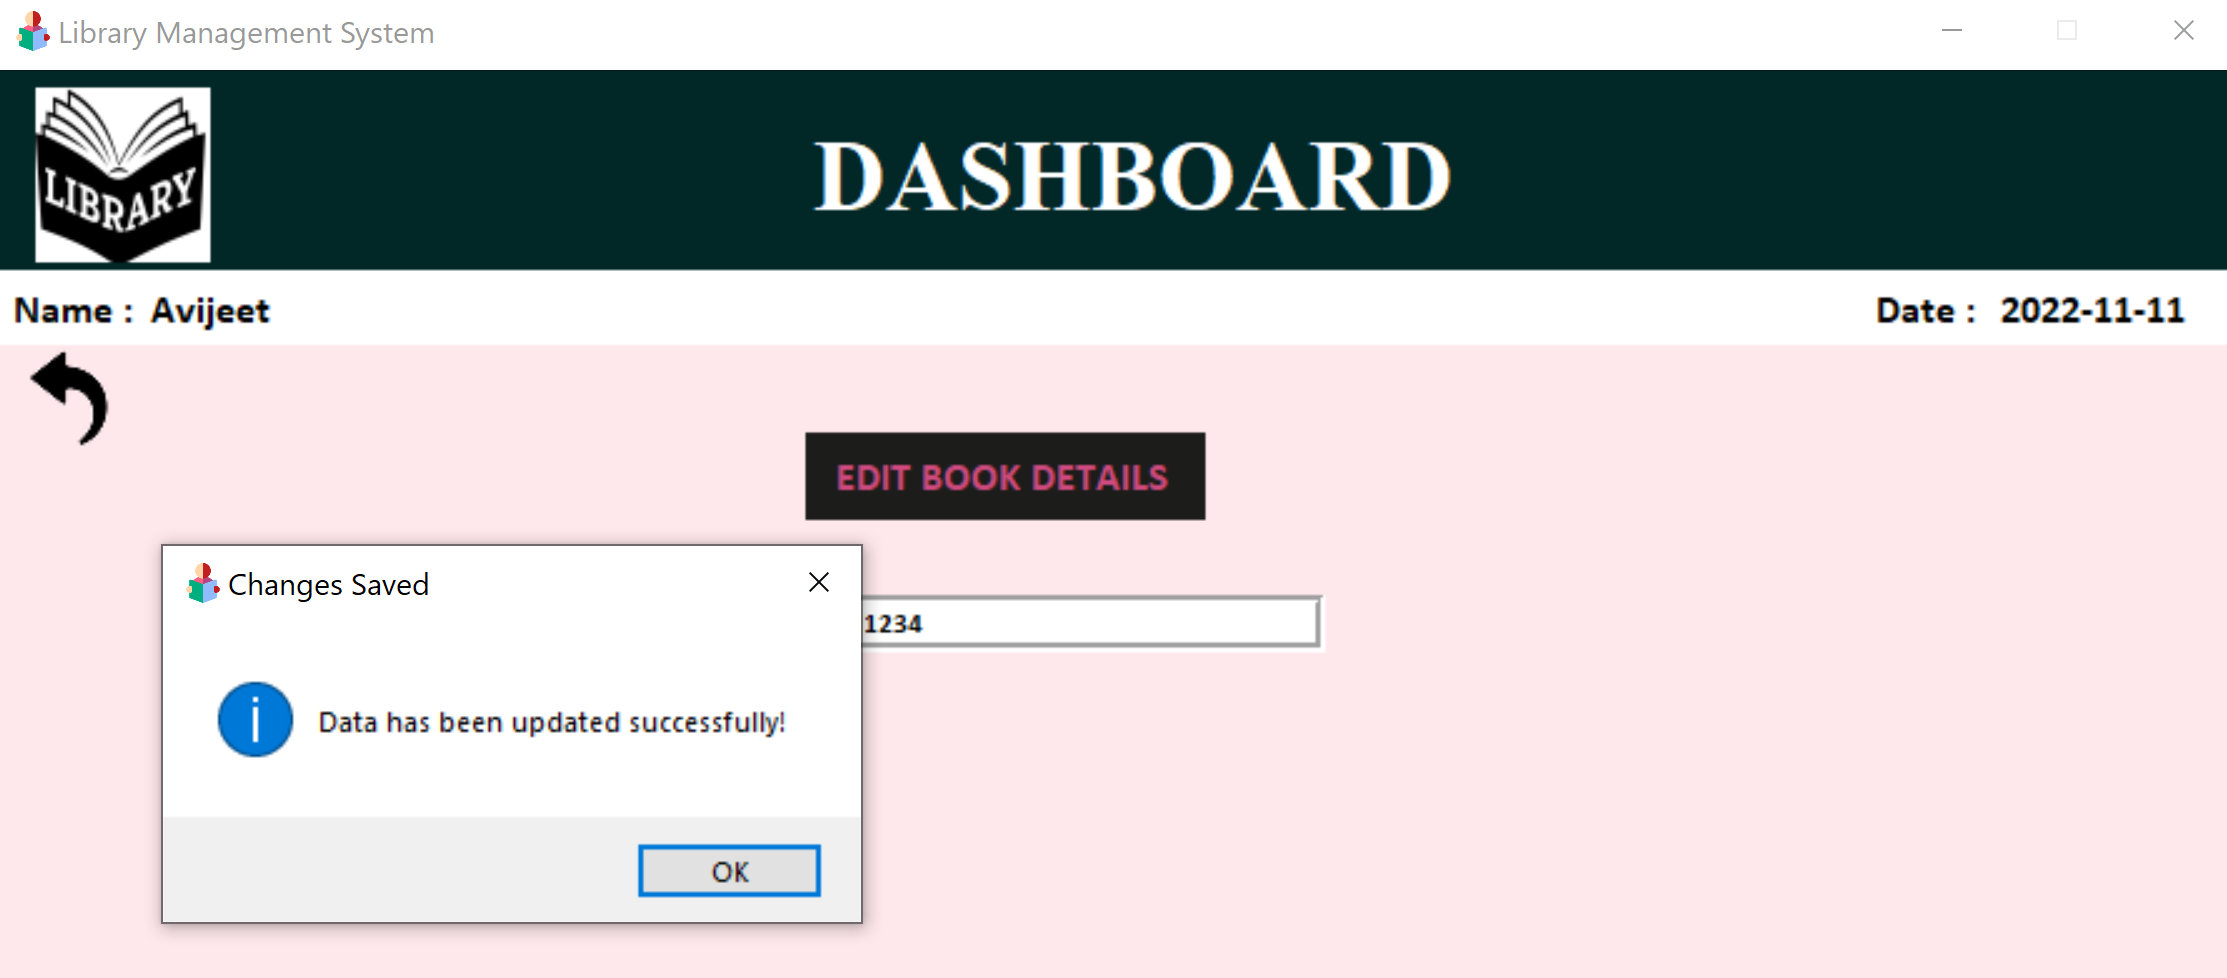 Library Management System
LIBRARY
DASHBOARD
Name : Avijeet
Date : 2022-11-11
EDIT BOOK DETAILS
Changes Saved
1234
Data has been updated successfully!
OK